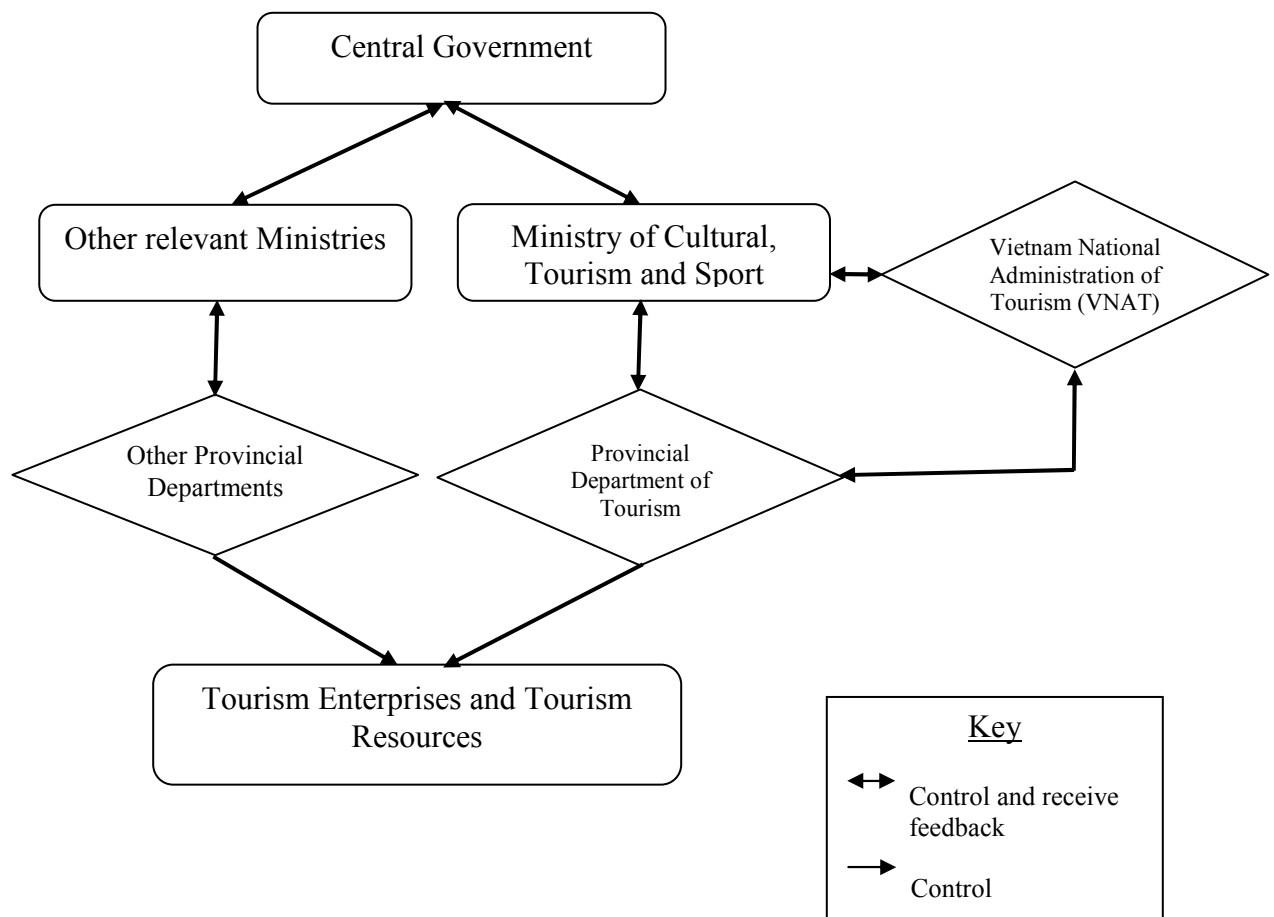 Central Government
Other relevant Ministries
Ministry of Cultural,
Tourism and Sport
Vietnam National
Administration of
Tourism (VNAT)
Other Provincial
Departments
Provincial
Department of
Tourism
Tourism Enterprises and Tourism
Resources
Key
Control and receive
feedback
Control